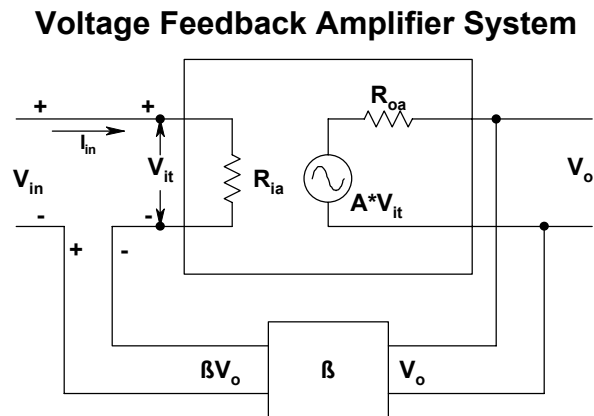 Voltage Feedback Amplifier System
+ +
R_oa
I_in
V_in V_it R_ia A*V_it V_o
- -
+ -
ßV_o ß V_o